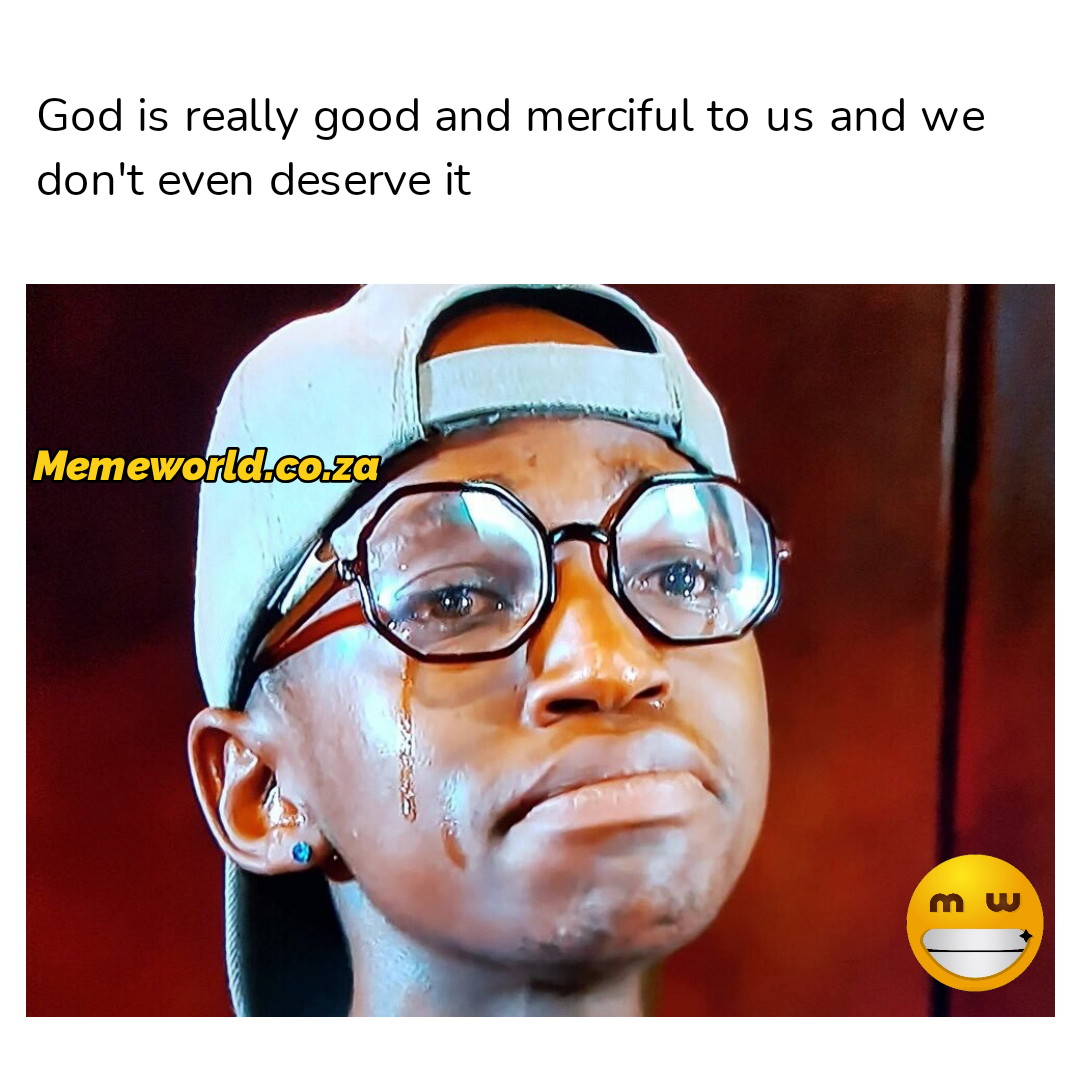 God is really good and merciful to us and we
don't even deserve it
Memeworld.co.za
m w